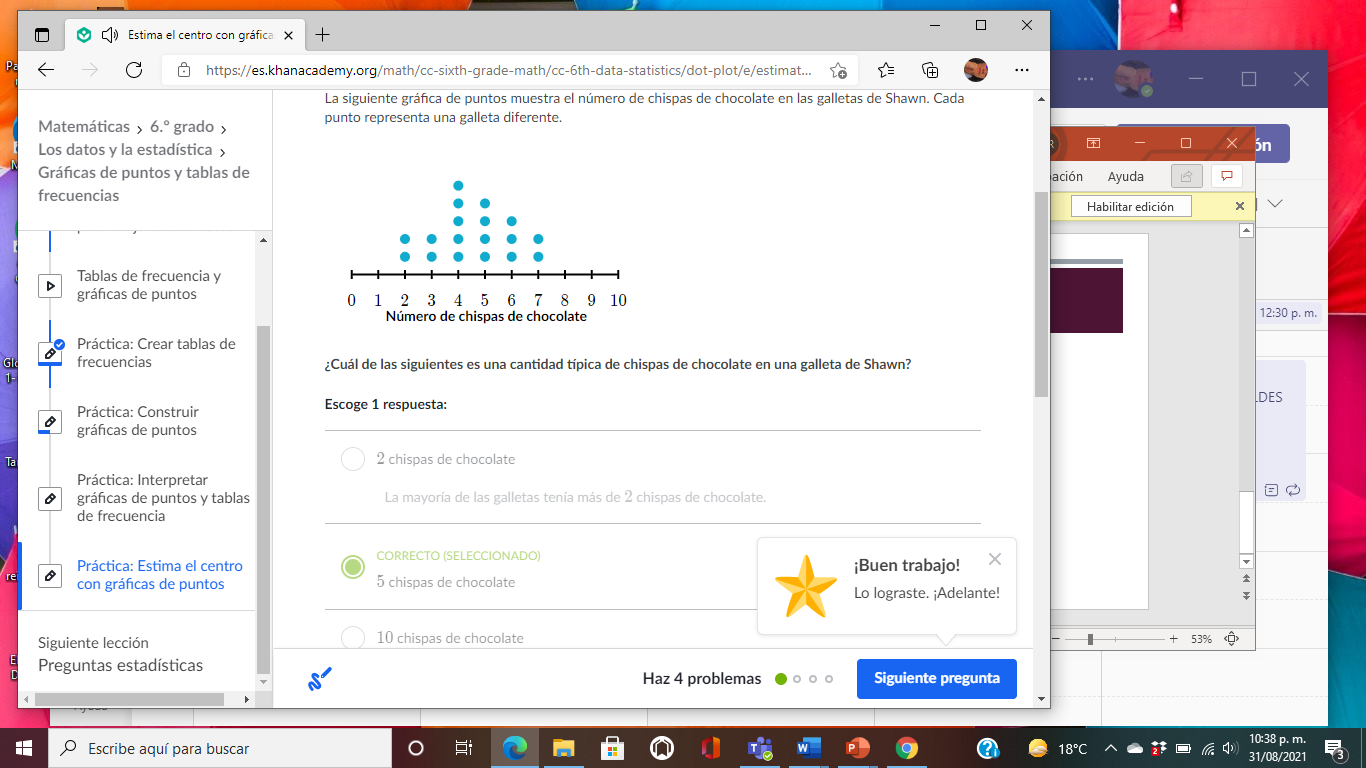 Estima el centro con gráfica
https://es.khanacademy.org/math/cc-sixth-grade-math/cc-6th-data-statistics/dot-plot/e/estimat...
Matemáticas › 6.º grado ›
Los datos y la estadística ›
Gráficas de puntos y tablas de
frecuencias
Tablas de frecuencia y
gráficas de puntos
Práctica: Crear tablas de
frecuencias
Práctica: Construir
gráficas de puntos
Práctica: Interpretar
gráficas de puntos y tablas
de frecuencia
Práctica: Estima el centro
con gráficas de puntos
Siguiente lección
Preguntas estadísticas
La siguiente gráfica de puntos muestra el número de chispas de chocolate en las galletas de Shawn. Cada
punto representa una galleta diferente.
0 1 2 3 4 5 6 7 8 9 10
Número de chispas de chocolate
¿Cuál de las siguientes es una cantidad típica de chispas de chocolate en una galleta de Shawn?
Escoge 1 respuesta:
2 chispas de chocolate
La mayoría de las galletas tenía más de 2 chispas de chocolate.
CORRECTO (SELECCIONADO)
5 chispas de chocolate
10 chispas de chocolate
¡Buen trabajo!
Lo lograste. ¡Adelante!
Haz 4 problemas
Siguiente pregunta
ón
ación Ayuda
Habilitar edición
12:30 p. m.
LDES
53%
Escribe aquí para buscar
18°C
10:38 p. m.
31/08/2021
3